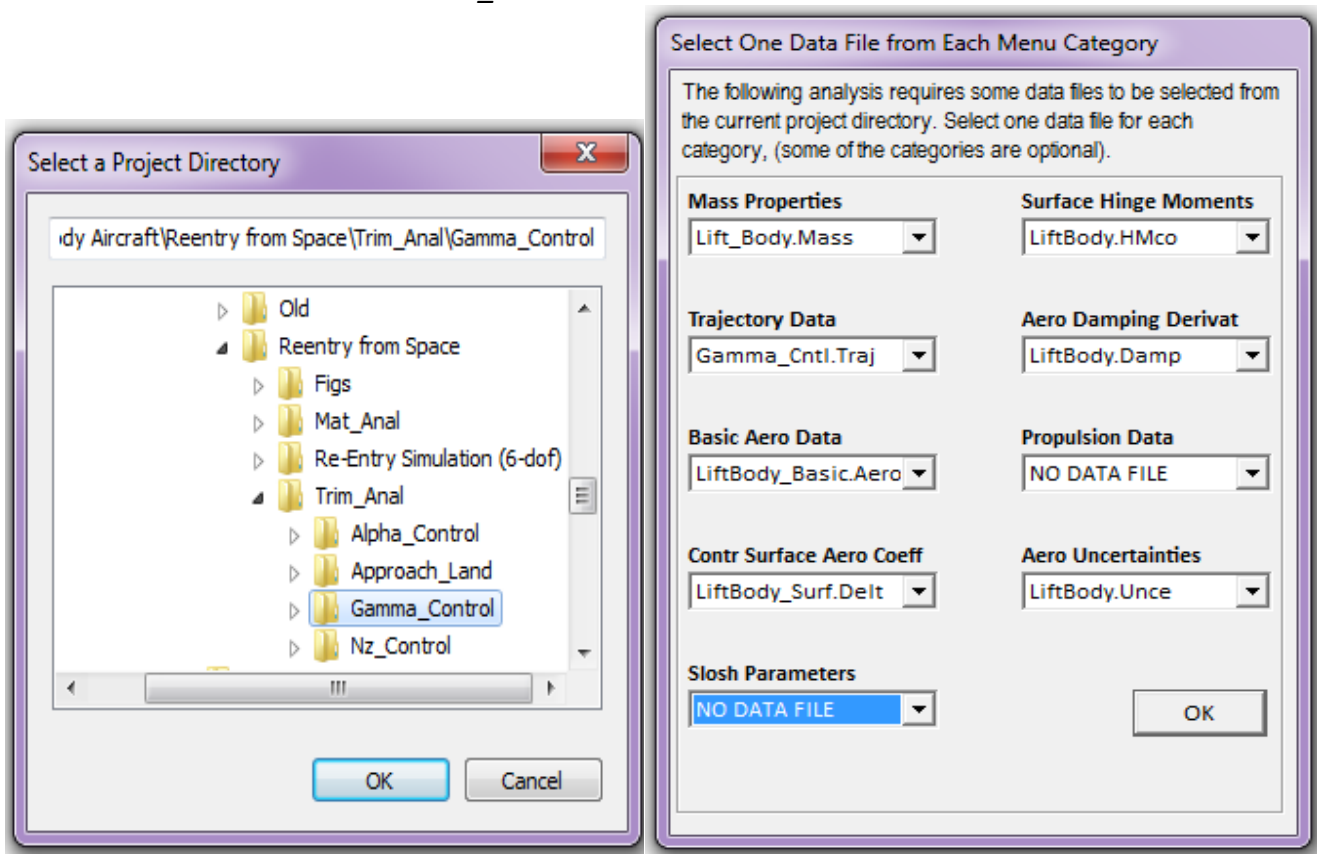 _
Select a Project Directory
X
dy Aircraft\Reentry from Space\Trim_Anal\Gamma_Control
Old
Reentry from Space
Figs
Mat_Anal
Re-Entry Simulation (6-dof)
Trim_Anal
Alpha_Control
Approach_Land
Gamma_Control
Nz_Control
OK Cancel
Select One Data File from Each Menu Category
The following analysis requires some data files to be selected from
the current project directory. Select one data file for each
category, (some of the categories are optional).
Mass Properties Surface Hinge Moments
Lift_Body.Mass LiftBody.HMco
Trajectory Data Aero Damping Derivat
Gamma_Cntl.Traj LiftBody.Damp
Basic Aero Data Propulsion Data
LiftBody_Basic.Aero NO DATA FILE
Contr Surface Aero Coeff Aero Uncertainties
LiftBody_Surf.Delt LiftBody.Unce
Slosh Parameters
NO DATA FILE OK